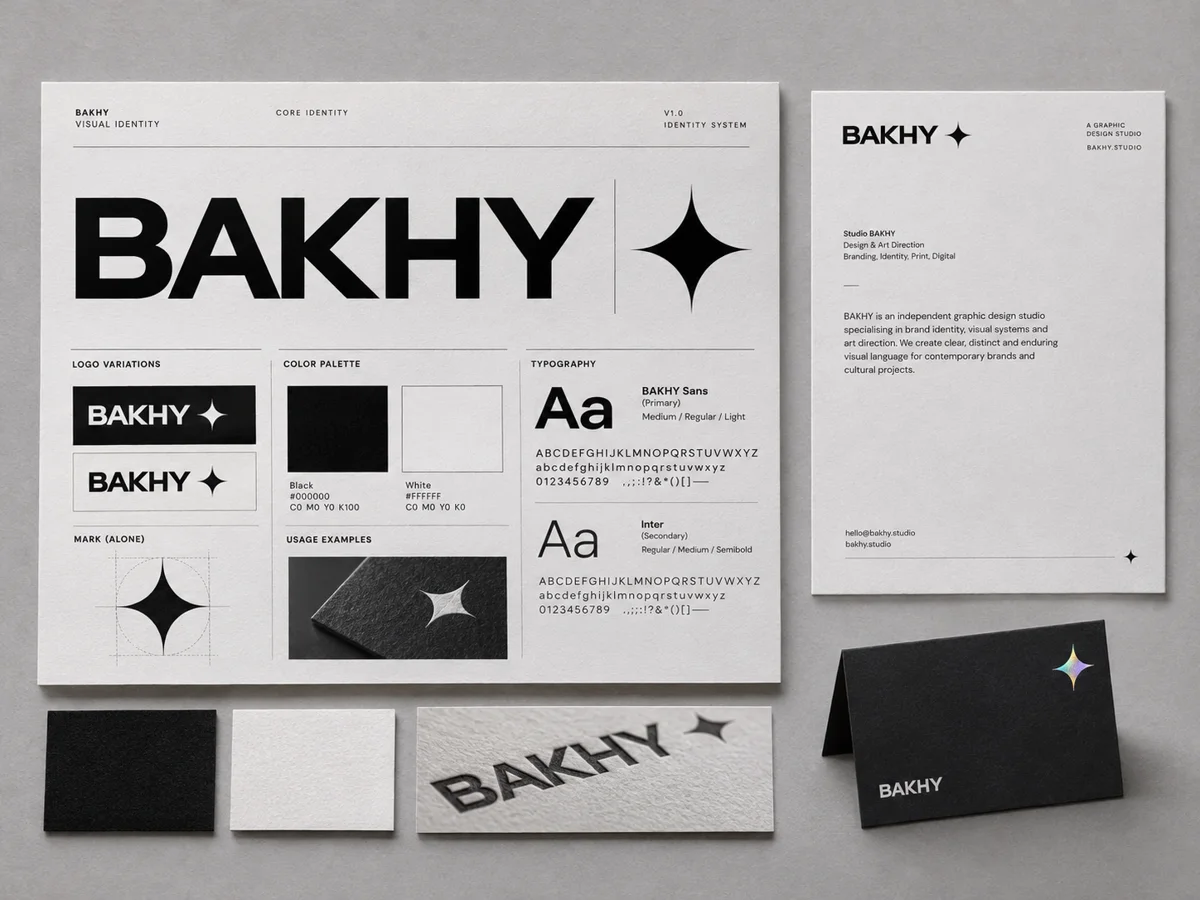 BAKHY
VISUAL IDENTITY
CORE IDENTITY
V1.0
IDENTITY SYSTEM
BAKHY
LOGO VARIATIONS
BAKHY
BAKHY
MARK (ALONE)
COLOR PALETTE
Black
#000000
C0 M0 Y0 K100
White
#FFFFFF
C0 M0 Y0 K0
USAGE EXAMPLES
TYPOGRAPHY
Aa
BAKHY Sans
(Primary)
Medium / Regular / Light
ABCDEFGHIJKLMNOPQRSTUVWXYZ
abcdefghijklmnopqrstuvwxyz
0123456789 .,;:!?&*()[]—
Aa
Inter
(Secondary)
Regular / Medium / Semibold
ABCDEFGHIJKLMNOPQRSTUVWXYZ
abcdefghijklmnopqrstuvwxyz
0123456789 .,;:!?&*()[]—
BAKHY
A GRAPHIC
DESIGN STUDIO
BAKHY.STUDIO
Studio BAKHY
Design & Art Direction
Branding, Identity, Print, Digital
BAKHY is an independent graphic design studio
specialising in brand identity, visual systems and
art direction. We create clear, distinct and enduring
visual language for contemporary brands and
cultural projects.
hello@bakhy.studio
bakhy.studio
BAKHY
BAKHY